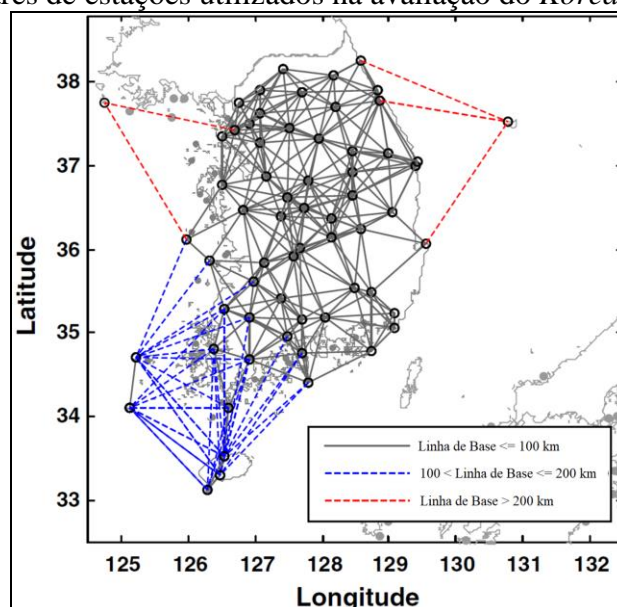 res de estações utilizados na avaliação do Korea
38
37
36
35
34
33
Latitude
Linha de Base <= 100 km
100 < Linha de Base <= 200 km
Linha de Base > 200 km
125 126 127 128 129 130 131 132
Longitude